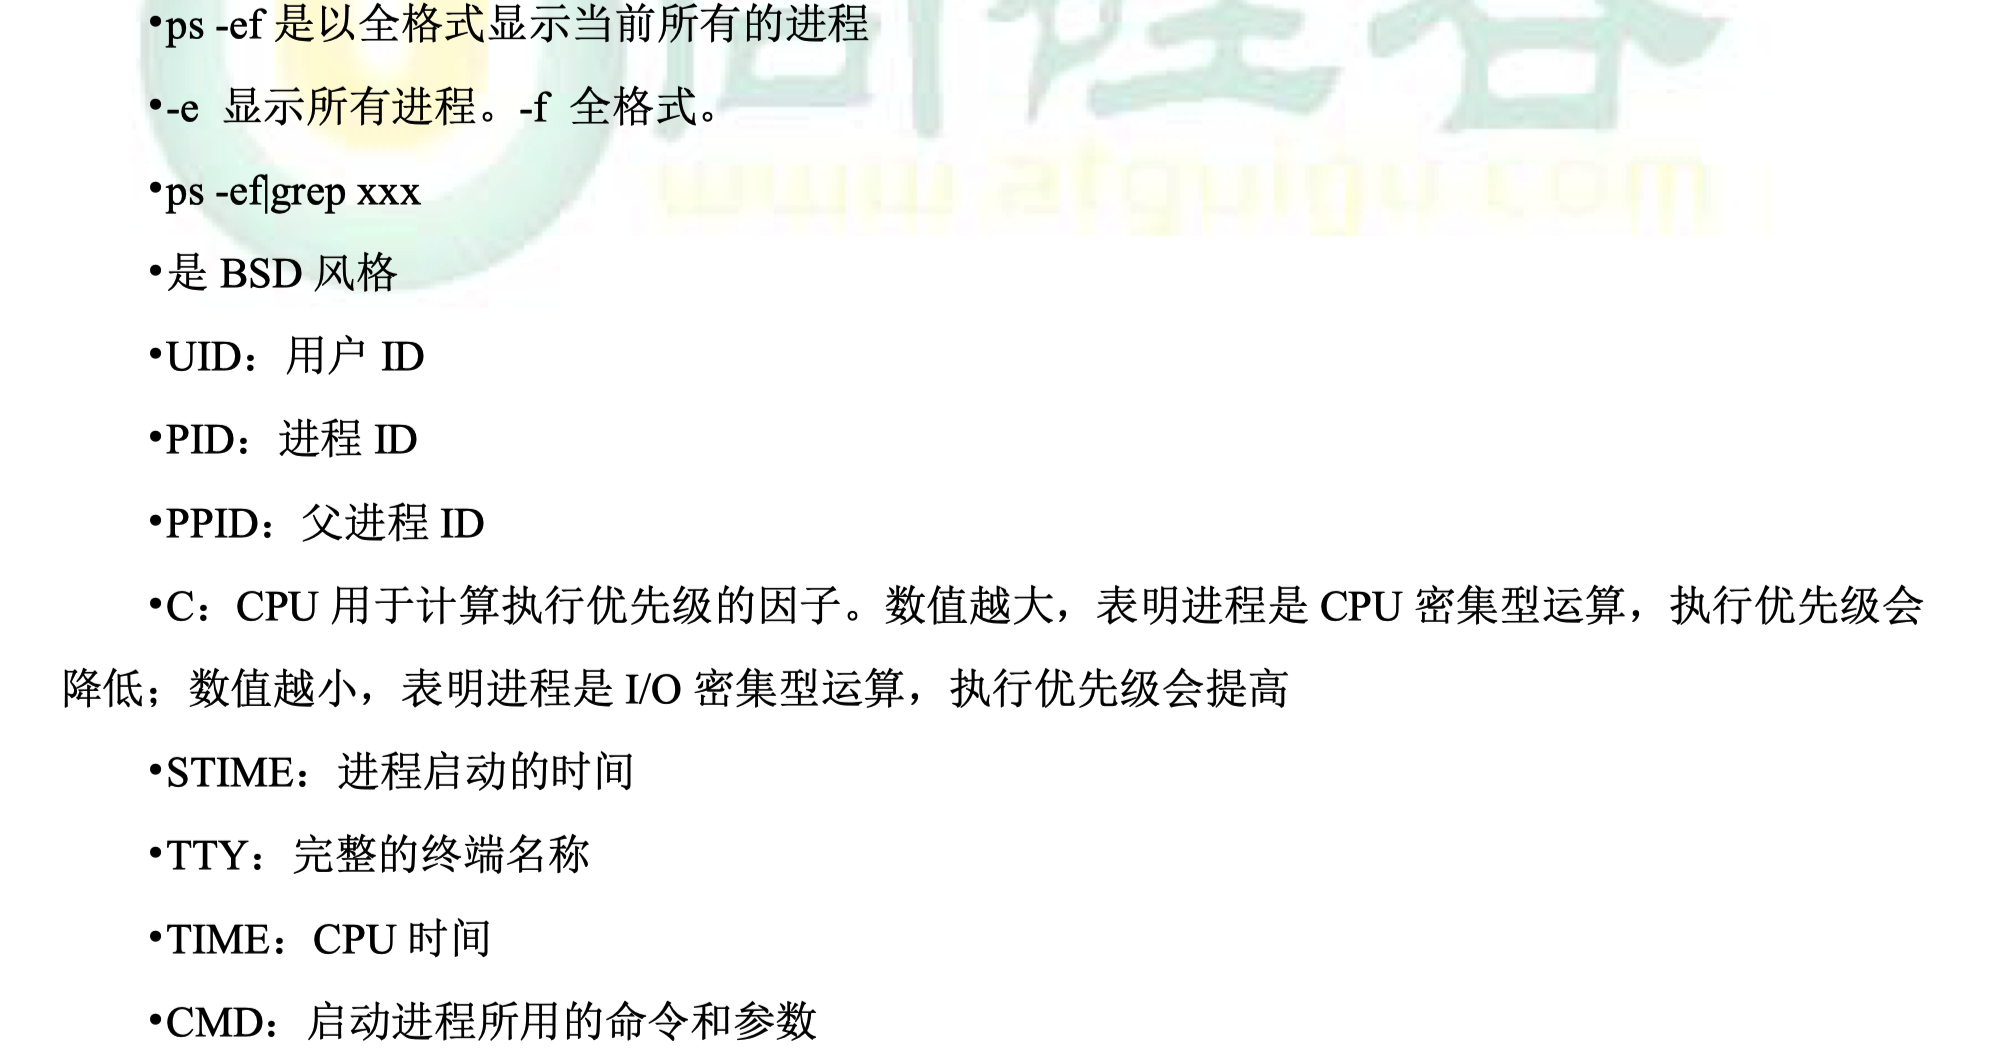 •ps -ef 是以全格式显示当前所有的进程
•-e 显示所有进程。-f 全格式。
•ps -ef|grep xxx
•是 BSD 风格
•UID：用户 ID
•PID：进程 ID
•PPID：父进程 ID
•C：CPU 用于计算执行优先级的因子。数值越大，表明进程是 CPU 密集型运算，执行优先级会
降低；数值越小，表明进程是 I/O 密集型运算，执行优先级会提高
•STIME：进程启动的时间
•TTY：完整的终端名称
•TIME：CPU 时间
•CMD：启动进程所用的命令和参数
www.atguigu.com